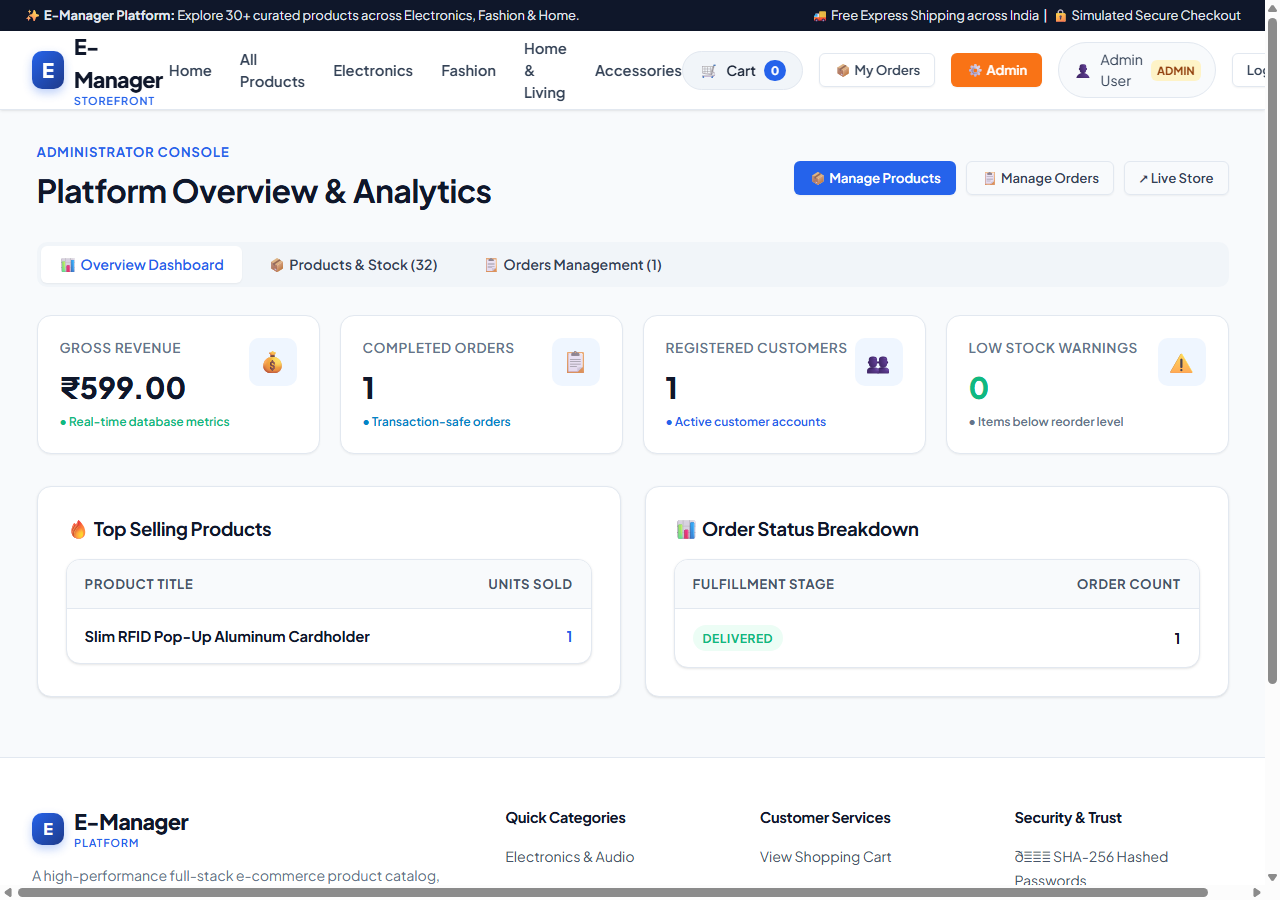 ✨ E-Manager Platform: Explore 30+ curated products across Electronics, Fashion & Home.
🚚 Free Express Shipping across India | 🔒 Simulated Secure Checkout
E
E-
Manager
STOREFRONT
Home
All
Products
Electronics
Fashion
Home
&
Living
Accessories
🛒 Cart 0
📦 My Orders
⚙️ Admin
👤 Admin
User
ADMIN
ADMINISTRATOR CONSOLE
Platform Overview & Analytics
📦 Manage Products
📋 Manage Orders
↗ Live Store
📊 Overview Dashboard
📦 Products & Stock (32)
📋 Orders Management (1)
GROSS REVENUE
₹599.00
● Real-time database metrics
COMPLETED ORDERS
1
● Transaction-safe orders
REGISTERED CUSTOMERS
1
● Active customer accounts
LOW STOCK WARNINGS
0
● Items below reorder level
🔥 Top Selling Products
PRODUCT TITLE UNITS SOLD
Slim RFID Pop-Up Aluminum Cardholder 1
📊 Order Status Breakdown
FULFILLMENT STAGE ORDER COUNT
DELIVERED 1
E
E-Manager
PLATFORM
A high-performance full-stack e-commerce product catalog,
Quick Categories
Electronics & Audio
Customer Services
View Shopping Cart
Security & Trust
SHA-256 Hashed
Passwords